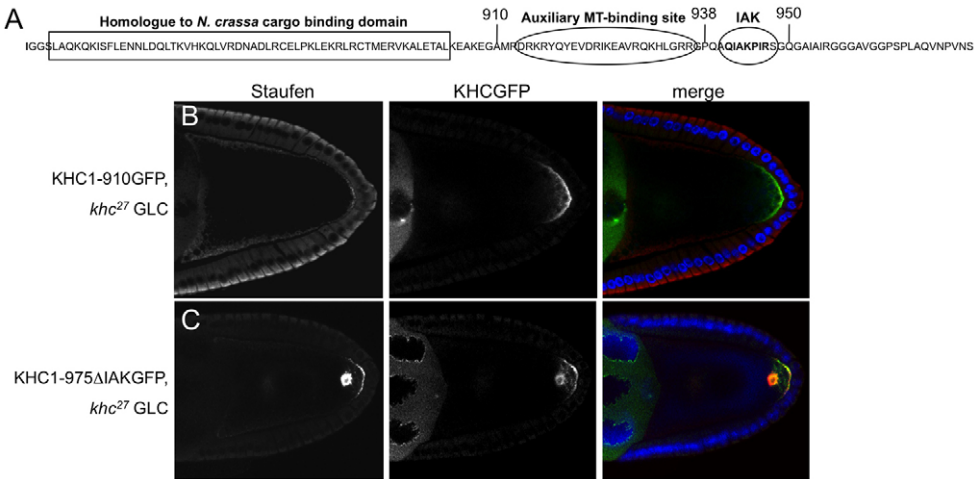 A
Homologue to N. crassa cargo binding domain
910
Auxiliary MT-binding site
938
IAK
950
IGGSSLAQKQKISFLENNLDQLTKVHKQLVRDNADLRCELPKLEKRLRCTMERVKALETALKEAKEGAMRDRKRYQYEVDRIKEAVRQKHLGRRGPQAQIAKPIRSGQGAIAIRGGGAVGGPSPLAQVNPVNS
Staufen
KHCGFP
merge
B
KHC1-910GFP,
khc27 GLC
C
KHC1-975ΔIAKGFP,
khc27 GLC